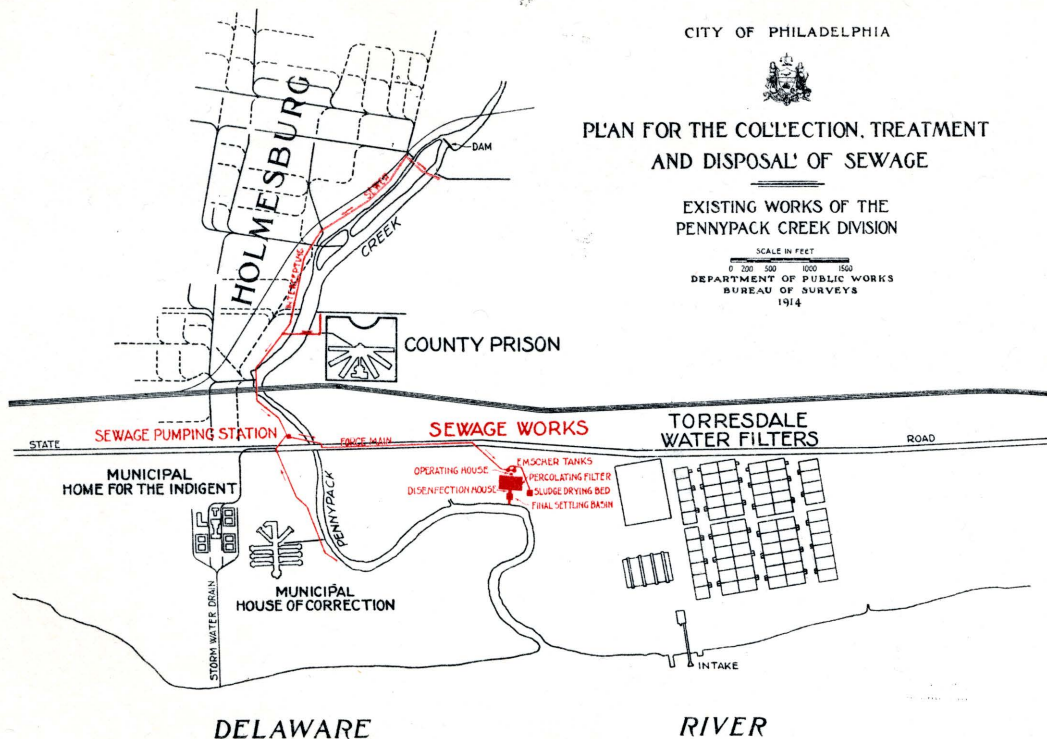 CITY OF PHILADELPHIA
PLAN FOR THE COLLECTION, TREATMENT
AND DISPOSAL OF SEWAGE
EXISTING WORKS OF THE
PENNYPACK CREEK DIVISION
SCALE IN FEET
0 200 500 1000 1500
DEPARTMENT OF PUBLIC WORKS
BUREAU OF SURVEYS
1914
HOLMESBURG
DAM
SEWER
CREEK
INTERCEPTING
COUNTY PRISON
SEWAGE PUMPING STATION
SEWAGE WORKS
TORRESDALE
WATER FILTERS
STATE
FORCE MAIN
ROAD
EMSCHER TANKS
OPERATING HOUSE
PERCOLATING FILTER
DISENFECTION HOUSE
SLUDGE DRYING BED
FINAL SETTLING BASIN
MUNICIPAL
HOME FOR THE INDIGENT
PENNYPACK
MUNICIPAL
HOUSE OF CORRECTION
STORM WATER DRAIN
INTAKE
DELAWARE
RIVER